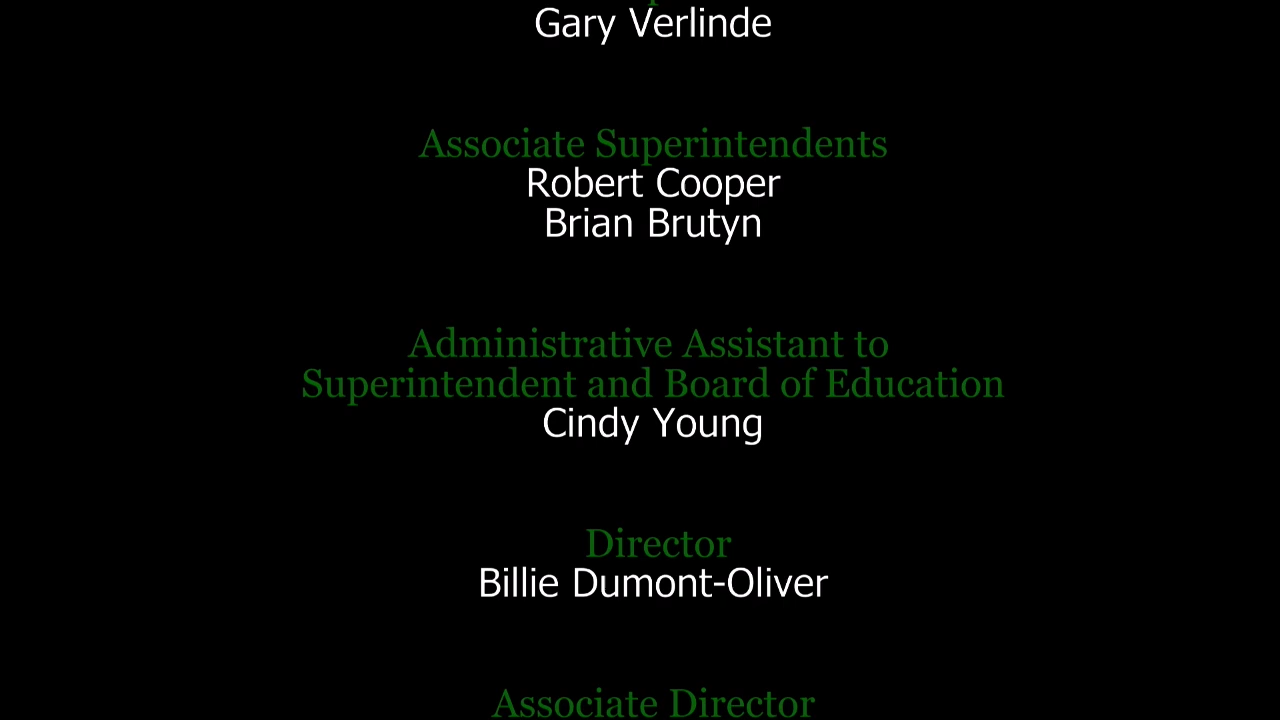 Gary Verlinde
Associate Superintendents
Robert Cooper
Brian Brutyn
Administrative Assistant to
Superintendent and Board of Education
Cindy Young
Director
Billie Dumont-Oliver
Associate Director